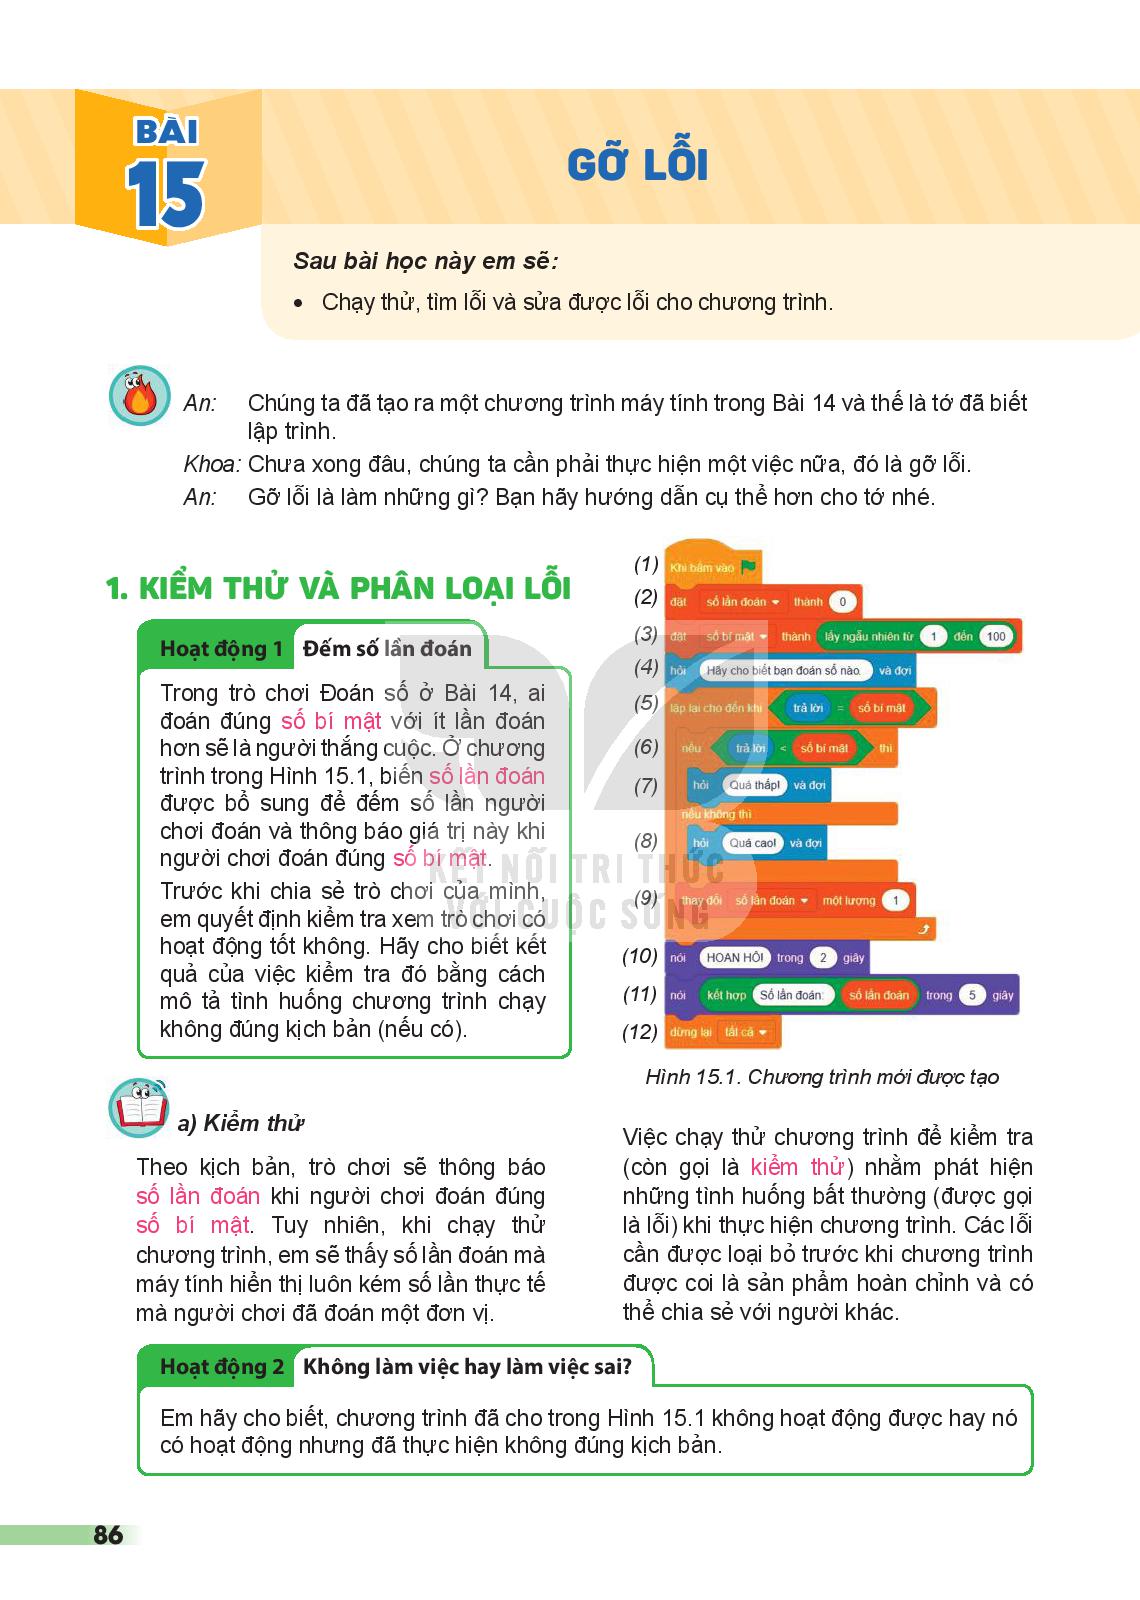 BÀI
15
GỠ LỖI
Sau bài học này em sẽ:
• Chạy thử, tìm lỗi và sửa được lỗi cho chương trình.
An: Chúng ta đã tạo ra một chương trình máy tính trong Bài 14 và thế là tớ đã biết
lập trình.
Khoa: Chưa xong đâu, chúng ta cần phải thực hiện một việc nữa, đó là gỡ lỗi.
An: Gỡ lỗi là làm những gì? Bạn hãy hướng dẫn cụ thể hơn cho tớ nhé.
1. KIỂM THỬ VÀ PHÂN LOẠI LỖI
Hoạt động 1 Đếm số lần đoán
Trong trò chơi Đoán số ở Bài 14, ai
đoán đúng số bí mật với ít lần đoán
hơn sẽ là người thắng cuộc. Ở chương
trình trong Hình 15.1, biến số lần đoán
được bổ sung để đếm số lần người
chơi đoán và thông báo giá trị này khi
người chơi đoán đúng số bí mật.
Trước khi chia sẻ trò chơi của mình,
em quyết định kiểm tra xem trò chơi có
hoạt động tốt không. Hãy cho biết kết
quả của việc kiểm tra đó bằng cách
mô tả tình huống chương trình chạy
không đúng kịch bản (nếu có).
(1) Khi bấm vào
(2) đặt số lần đoán thành 0
(3) đặt số bí mật thành lấy ngẫu nhiên từ 1 đến 100
(4) hỏi Hãy cho biết bạn đoán số nào. và đợi
(5) lặp lại cho đến khi trả lời = số bí mật
(6) nếu trả lời < số bí mật thì
(7) hỏi Quá thấp! và đợi
nếu không thì
(8) hỏi Quá cao! và đợi
(9) thay đổi số lần đoán một lượng 1
(10) nói HOAN HÔ! trong 2 giây
(11) nói kết hợp Số lần đoán: số lần đoán trong 5 giây
(12) dừng lại tất cả
Hình 15.1. Chương trình mới được tạo
KẾT NỐI TRI THỨC
VỚI CUỘC SỐNG
a) Kiểm thử
Theo kịch bản, trò chơi sẽ thông báo
số lần đoán khi người chơi đoán đúng
số bí mật. Tuy nhiên, khi chạy thử
chương trình, em sẽ thấy số lần đoán mà
máy tính hiển thị luôn kém số lần thực tế
mà người chơi đã đoán một đơn vị.
Việc chạy thử chương trình để kiểm tra
(còn gọi là kiểm thử) nhằm phát hiện
những tình huống bất thường (được gọi
là lỗi) khi thực hiện chương trình. Các lỗi
cần được loại bỏ trước khi chương trình
được coi là sản phẩm hoàn chỉnh và có
thể chia sẻ với người khác.
Hoạt động 2 Không làm việc hay làm việc sai?
Em hãy cho biết, chương trình đã cho trong Hình 15.1 không hoạt động được hay nó
có hoạt động nhưng đã thực hiện không đúng kịch bản.
86